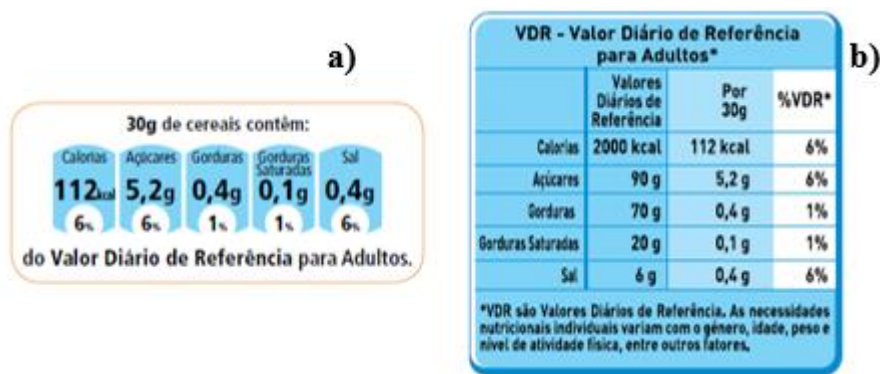 a)
30g de cereais contêm:
Calorias Açúcares Gorduras Gorduras Saturadas Sal
112kcal 5,2g 0,4g 0,1g 0,4g
6% 6% 1% 1% 6%
do Valor Diário de Referência para Adultos.
b)
VDR - Valor Diário de Referência
para Adultos*
Valores Diários de Referência Por 30g %VDR*
Calorias 2000 kcal 112 kcal 6%
Açúcares 90 g 5,2 g 6%
Gorduras 70 g 0,4 g 1%
Gorduras Saturadas 20 g 0,1 g 1%
Sal 6 g 0,4 g 6%
*VDR são Valores Diários de Referência. As necessidades
nutricionais individuais variam com o género, idade, peso e
nível de atividade física, entre outros fatores.